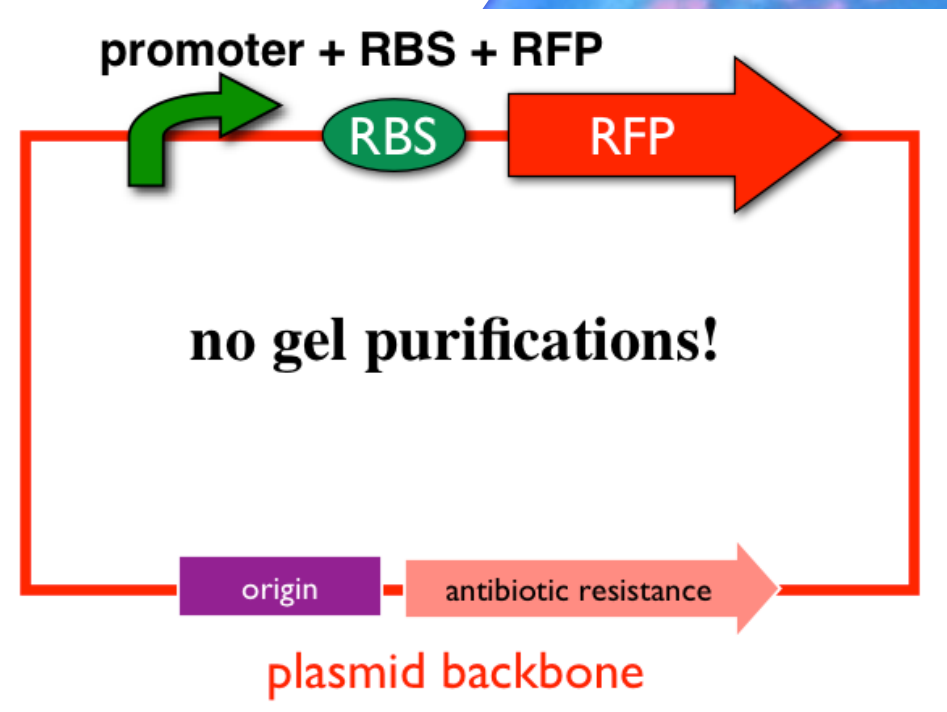 promoter + RBS + RFP
RBS
RFP
no gel purifications!
origin
antibiotic resistance
plasmid backbone